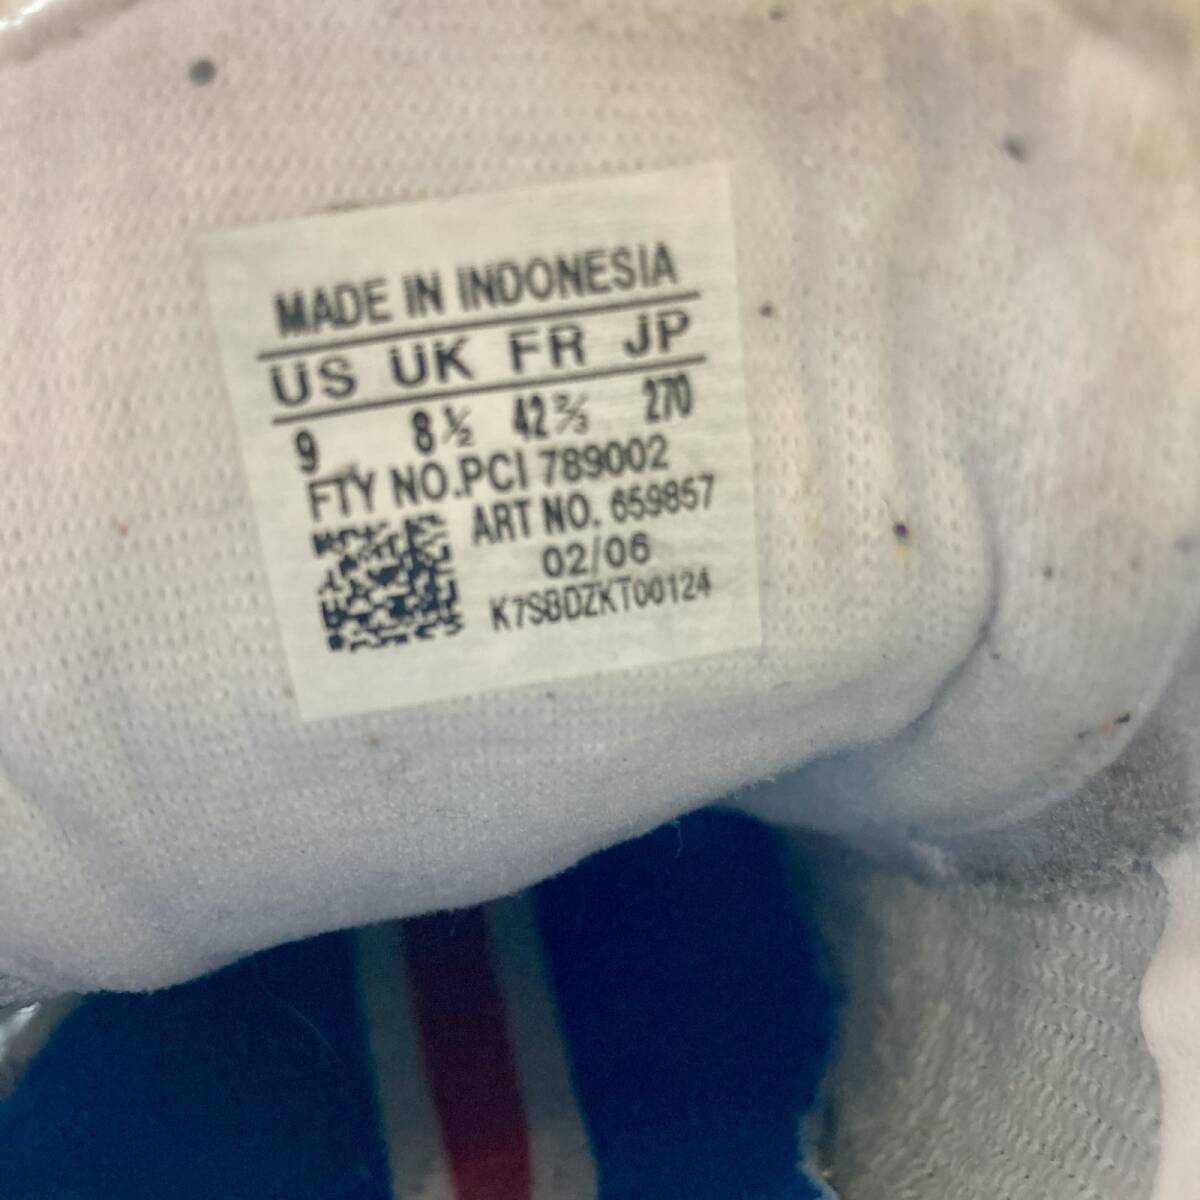 MADE IN INDONESIA
US UK FR JP
9 8½ 42⅔ 270
FTY NO.PCI 789002
ART NO. 659857
02/06
K7SBDZKT00124